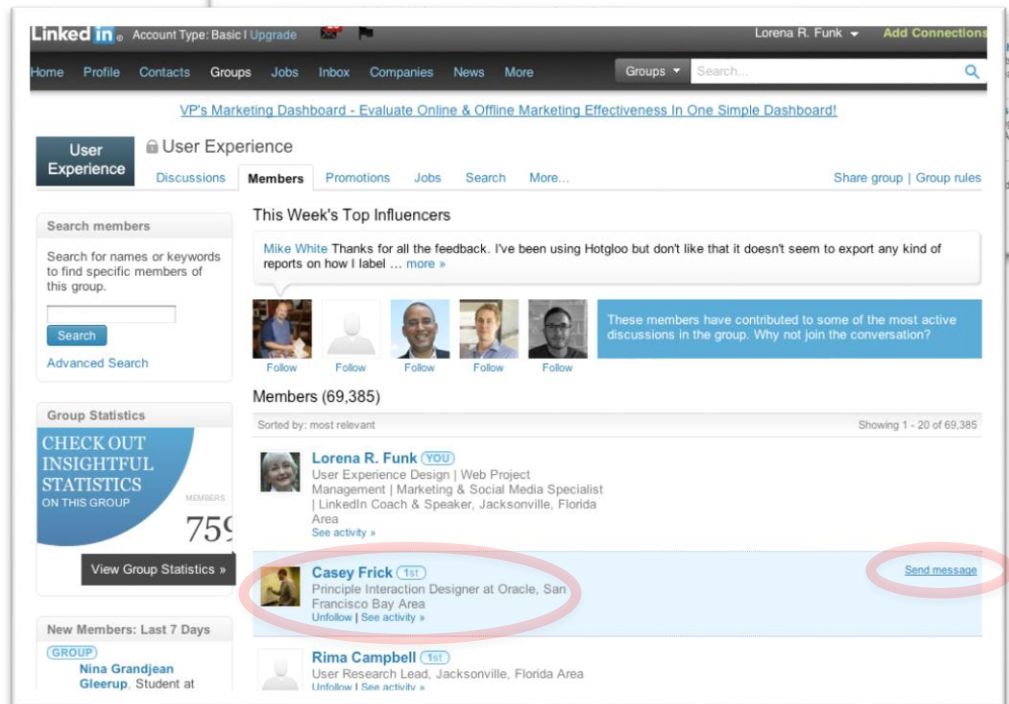 Linked in® Account Type: Basic | Upgrade
Lorena R. Funk Add Connections
Home Profile Contacts Groups Jobs Inbox Companies News More Groups Search...
VP's Marketing Dashboard - Evaluate Online & Offline Marketing Effectiveness In One Simple Dashboard!
User Experience
User Experience
Discussions Members Promotions Jobs Search More... Share group | Group rules
Search members
Search for names or keywords
to find specific members of
this group.
Search
Advanced Search
Group Statistics
CHECK OUT
INSIGHTFUL
STATISTICS
ON THIS GROUP
MEMBERS
759
View Group Statistics »
New Members: Last 7 Days
GROUP
Nina Grandjean
Gleerup, Student at
This Week's Top Influencers
Mike White Thanks for all the feedback. I've been using Hotgloo but don't like that it doesn't seem to export any kind of
reports on how I label ... more »
Follow Follow Follow Follow Follow
These members have contributed to some of the most active
discussions in the group. Why not join the conversation?
Members (69,385)
Sorted by: most relevant Showing 1 - 20 of 69,385
Lorena R. Funk YOU
User Experience Design | Web Project
Management | Marketing & Social Media Specialist
| LinkedIn Coach & Speaker, Jacksonville, Florida
Area
See activity »
Casey Frick 1st
Principle Interaction Designer at Oracle, San
Francisco Bay Area
Unfollow | See activity »
Send message
Rima Campbell 1st
User Research Lead, Jacksonville, Florida Area
Unfollow | See activity »